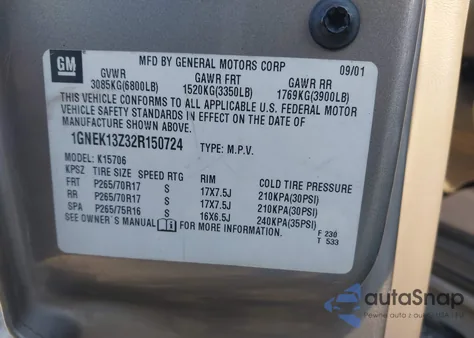 GM
MFD BY GENERAL MOTORS CORP 09/01
GVWR GAWR FRT GAWR RR
3085KG(6800LB) 1520KG(3350LB) 1769KG(3900LB)
THIS VEHICLE CONFORMS TO ALL APPLICABLE U.S. FEDERAL MOTOR
VEHICLE SAFETY STANDARDS IN EFFECT ON THE DATE OF
MANUFACTURE SHOWN ABOVE.
1GNEK13Z32R150724 TYPE: M.P.V.
MODEL: K15706
KPSZ TIRE SIZE SPEED RTG RIM COLD TIRE PRESSURE
FRT P265/70R17 S 17X7.5J 210KPA(30PSI)
RR P265/70R17 S 17X7.5J 210KPA(30PSI)
SPA P265/75R16 S 16X6.5J 240KPA(35PSI)
SEE OWNER'S MANUAL FOR MORE INFORMATION. F 230
T 533
autaSnap
Pewne auto z USA